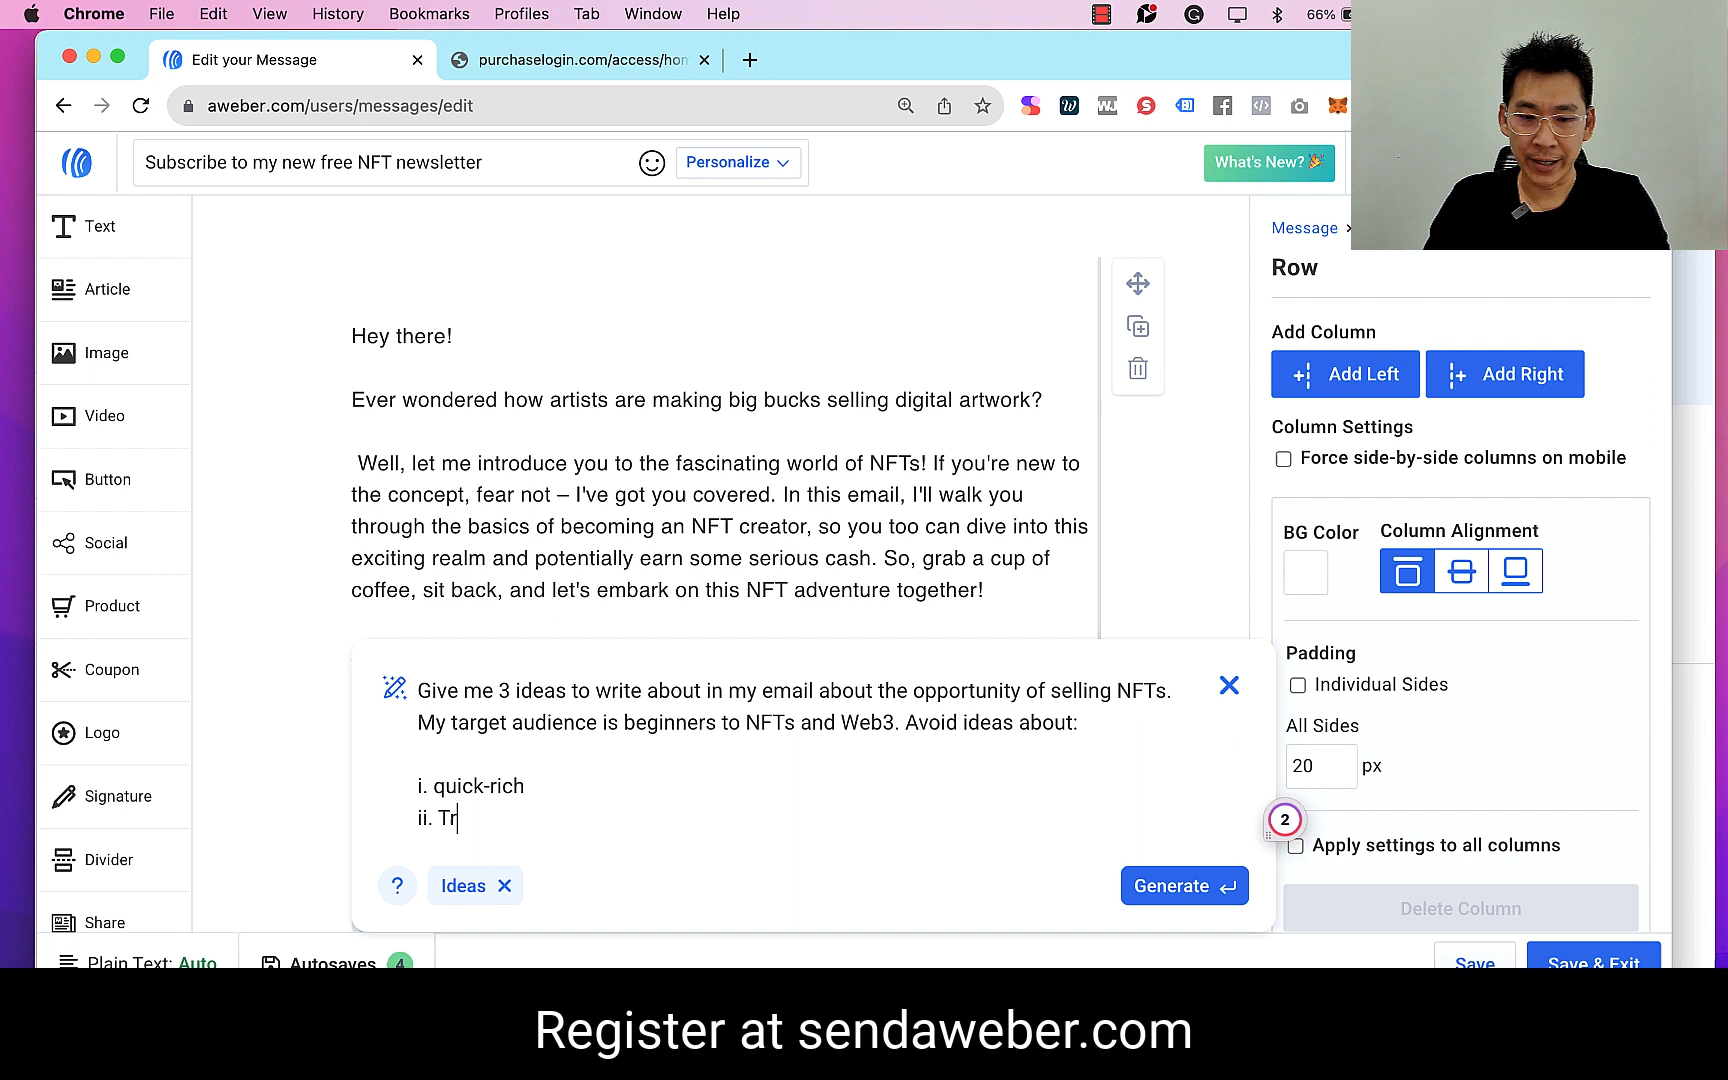 Chrome File Edit View History Bookmarks Profiles Tab Window Help 66%
Edit your Message
purchaselogin.com/access/hom
aweber.com/users/messages/edit
Subscribe to my new free NFT newsletter
Personalize
What's New?
Text
Article
Image
Video
Button
Social
Product
Coupon
Logo
Signature
Divider
Share
Hey there!
Ever wondered how artists are making big bucks selling digital artwork?
Well, let me introduce you to the fascinating world of NFTs! If you're new to
the concept, fear not – I've got you covered. In this email, I'll walk you
through the basics of becoming an NFT creator, so you too can dive into this
exciting realm and potentially earn some serious cash. So, grab a cup of
coffee, sit back, and let's embark on this NFT adventure together!
Give me 3 ideas to write about in my email about the opportunity of selling NFTs.
My target audience is beginners to NFTs and Web3. Avoid ideas about:
i. quick-rich
ii. Tr
?
Ideas
Generate
2
Message
Row
Add Column
Add Left
Add Right
Column Settings
Force side-by-side columns on mobile
BG Color
Column Alignment
Padding
Individual Sides
All Sides
20 px
Apply settings to all columns
Delete Column
Plain Text: Auto
Autosaves 4
Save
Save & Exit
Register at sendaweber.com